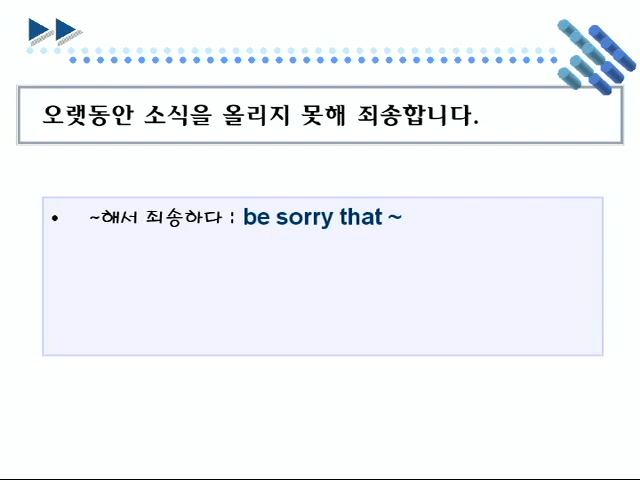 오랫동안 소식을 올리지 못해 죄송합니다.
• ~해서 죄송하다 : be sorry that ~